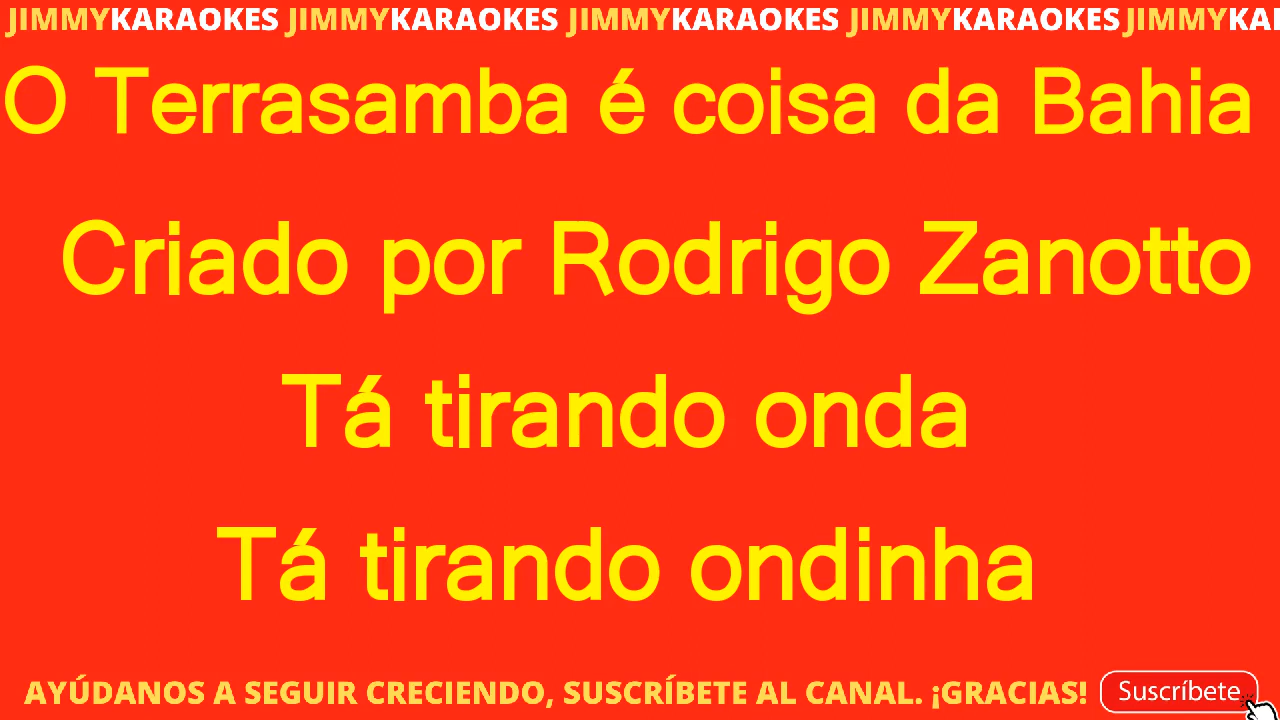 JIMMYKARAOKES JIMMYKARAOKES JIMMYKARAOKES JIMMYKARAOKES JIMMYKA
O Terrasamba é coisa da Bahia
Criado por Rodrigo Zanotto
Tá tirando onda
Tá tirando ondinha
AYÚDANOS A SEGUIR CRECIENDO, SUSCRÍBETE AL CANAL. ¡GRACIAS! Suscríbete